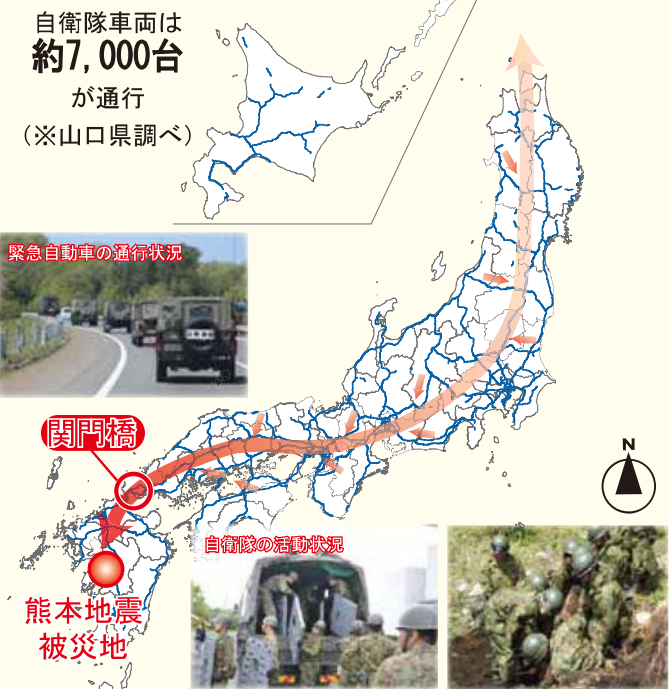 自衛隊車両は
約7,000台
が通行
(※山口県調べ)
緊急自動車の通行状況
関門橋
N
自衛隊の活動状況
熊本地震
被災地